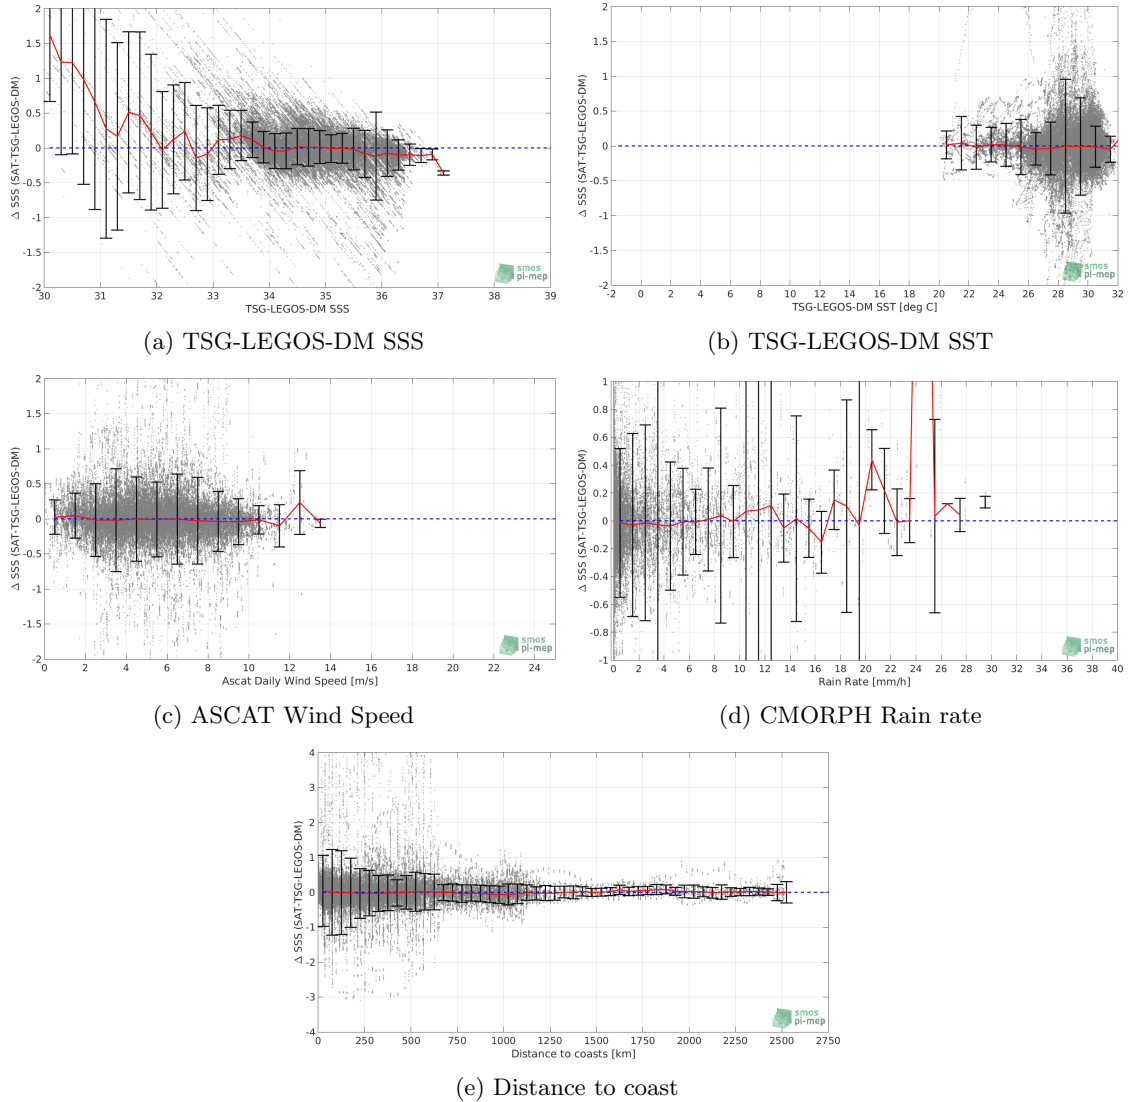 2
1.5
1
0.5
0
-0.5
-1
-1.5
-2
Δ SSS (SAT-TSG-LEGOS-DM)
30 31 32 33 34 35 36 37 38 39
TSG-LEGOS-DM SSS
smos
pi-mep
(a) TSG-LEGOS-DM SSS
2
1.5
1
0.5
0
-0.5
-1
-1.5
-2
Δ SSS (SAT-TSG-LEGOS-DM)
-2 0 2 4 6 8 10 12 14 16 18 20 22 24 26 28 30 32
TSG-LEGOS-DM SST [deg C]
smos
pi-mep
(b) TSG-LEGOS-DM SST
2
1.5
1
0.5
0
-0.5
-1
-1.5
-2
Δ SSS (SAT-TSG-LEGOS-DM)
0 2 4 6 8 10 12 14 16 18 20 22 24
Ascat Daily Wind Speed [m/s]
smos
pi-mep
(c) ASCAT Wind Speed
1
0.8
0.6
0.4
0.2
0
-0.2
-0.4
-0.6
-0.8
-1
Δ SSS (SAT-TSG-LEGOS-DM)
0 2 4 6 8 10 12 14 16 18 20 22 24 26 28 30 32 34 36 38 40
Rain Rate [mm/h]
smos
pi-mep
(d) CMORPH Rain rate
4
3
2
1
0
-1
-2
-3
-4
Δ SSS (SAT-TSG-LEGOS-DM)
0 250 500 750 1000 1250 1500 1750 2000 2250 2500 2750
Distance to coasts [km]
smos
pi-mep
(e) Distance to coast